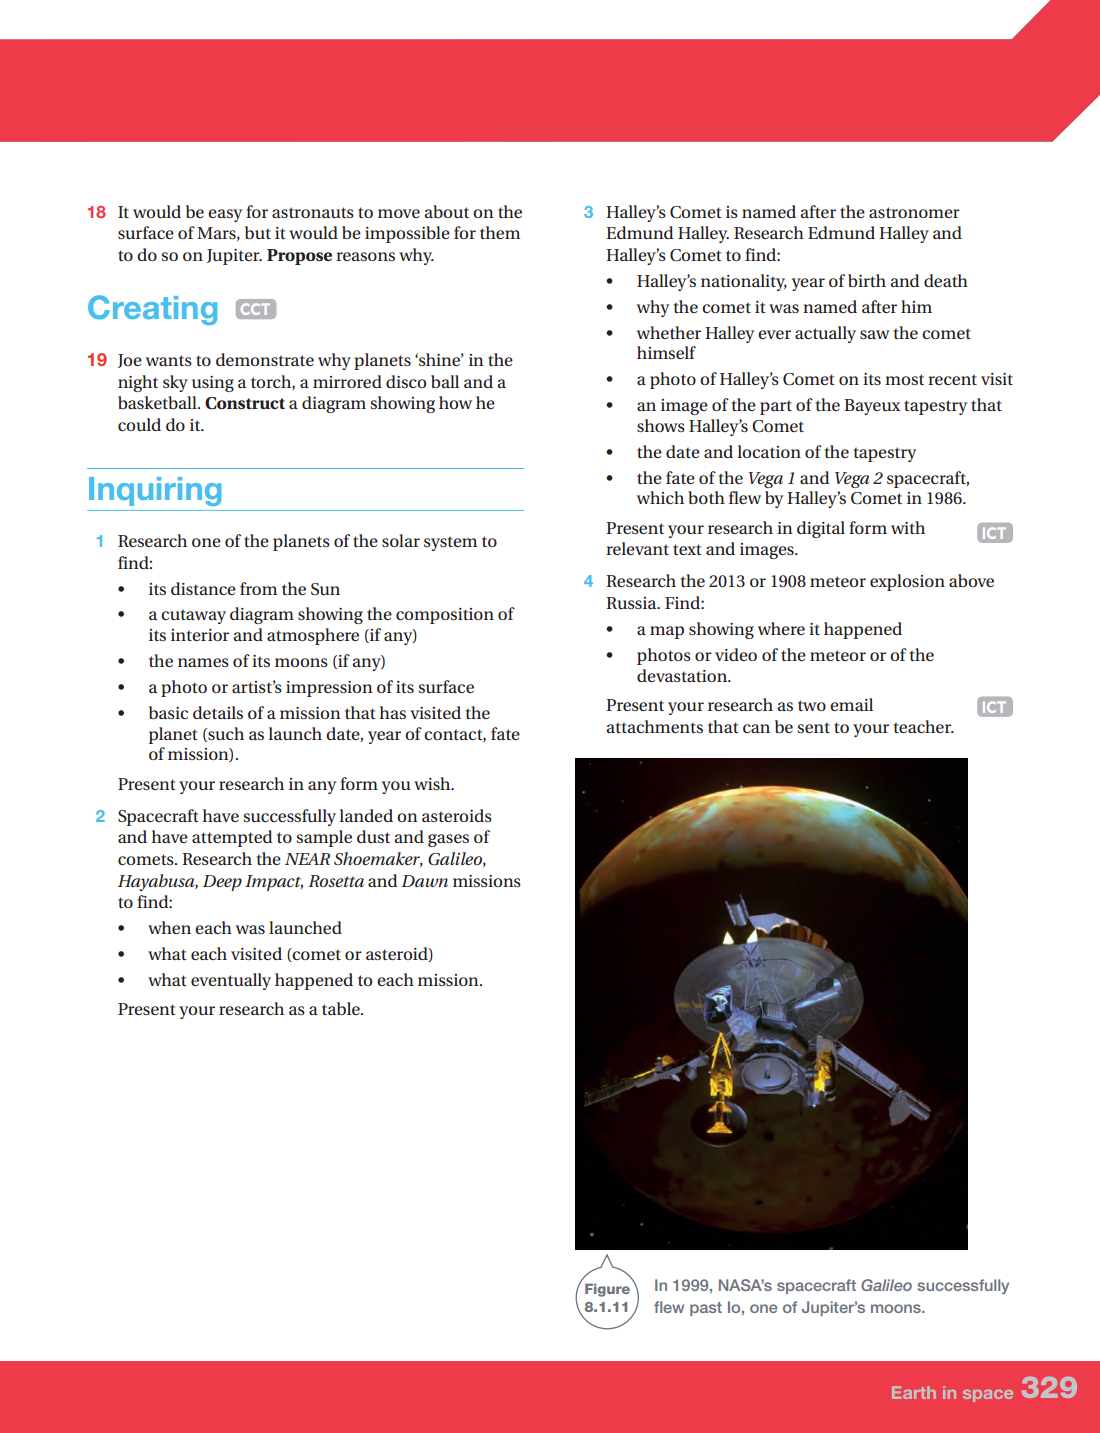 18 It would be easy for astronauts to move about on the
surface of Mars, but it would be impossible for them
to do so on Jupiter. Propose reasons why.
Creating CCT
19 Joe wants to demonstrate why planets ‘shine’ in the
night sky using a torch, a mirrored disco ball and a
basketball. Construct a diagram showing how he
could do it.
Inquiring
1 Research one of the planets of the solar system to
find:
• its distance from the Sun
• a cutaway diagram showing the composition of
its interior and atmosphere (if any)
• the names of its moons (if any)
• a photo or artist’s impression of its surface
• basic details of a mission that has visited the
planet (such as launch date, year of contact, fate
of mission).
Present your research in any form you wish.
2 Spacecraft have successfully landed on asteroids
and have attempted to sample dust and gases of
comets. Research the NEAR Shoemaker, Galileo,
Hayabusa, Deep Impact, Rosetta and Dawn missions
to find:
• when each was launched
• what each visited (comet or asteroid)
• what eventually happened to each mission.
Present your research as a table.
3 Halley’s Comet is named after the astronomer
Edmund Halley. Research Edmund Halley and
Halley’s Comet to find:
• Halley’s nationality, year of birth and death
• why the comet it was named after him
• whether Halley ever actually saw the comet
himself
• a photo of Halley’s Comet on its most recent visit
• an image of the part of the Bayeux tapestry that
shows Halley’s Comet
• the date and location of the tapestry
• the fate of the Vega 1 and Vega 2 spacecraft,
which both flew by Halley’s Comet in 1986.
Present your research in digital form with ICT
relevant text and images.
4 Research the 2013 or 1908 meteor explosion above
Russia. Find:
• a map showing where it happened
• photos or video of the meteor or of the
devastation.
Present your research as two email ICT
attachments that can be sent to your teacher.
Figure
8.1.11
In 1999, NASA’s spacecraft Galileo successfully
flew past Io, one of Jupiter’s moons.
Earth in space 329